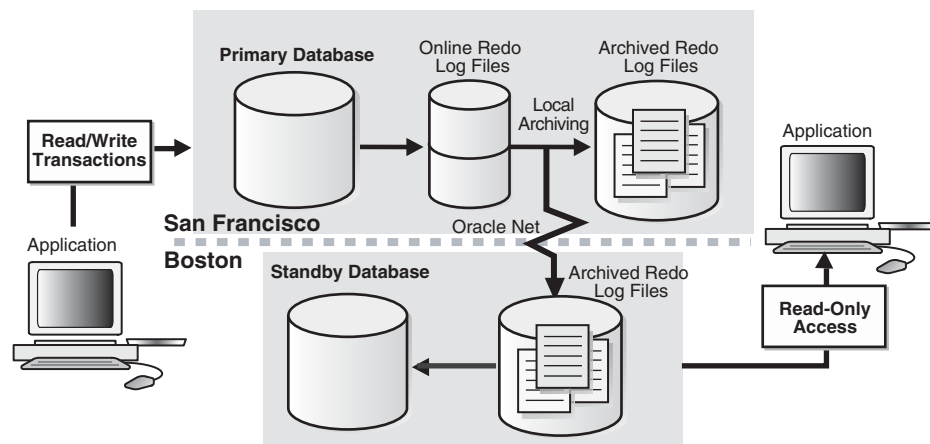 Primary Database
Online Redo
Log Files
Archived Redo
Log Files
Local
Archiving
Read/Write
Transactions
Application
San Francisco
Oracle Net
Application
Boston
Standby Database
Archived Redo
Log Files
Read-Only
Access